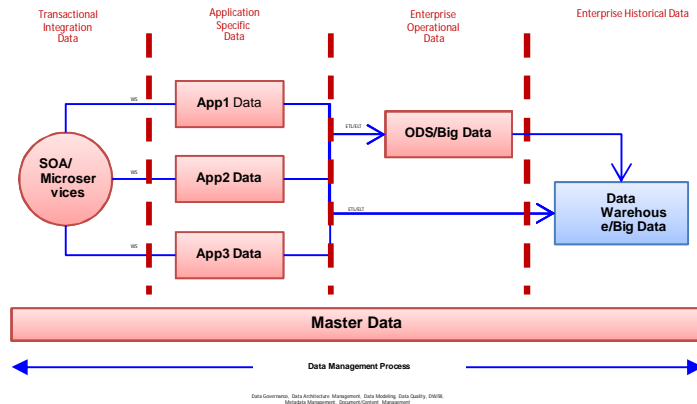 Transactional
Integration
Data
Application
Specific
Data
Enterprise
Operational
Data
Enterprise Historical Data
WS
App1 Data
ETL/ELT
ODS/Big Data
SOA/
Microser
vices
WS
App2 Data
Data
Warehous
e/Big Data
ETL/ELT
WS
App3 Data
Master Data
Data Management Process
Data Governance, Data Architecture Management, Data Modeling, Data Quality, DW/BI,
Metadata Management, Document/Content Management